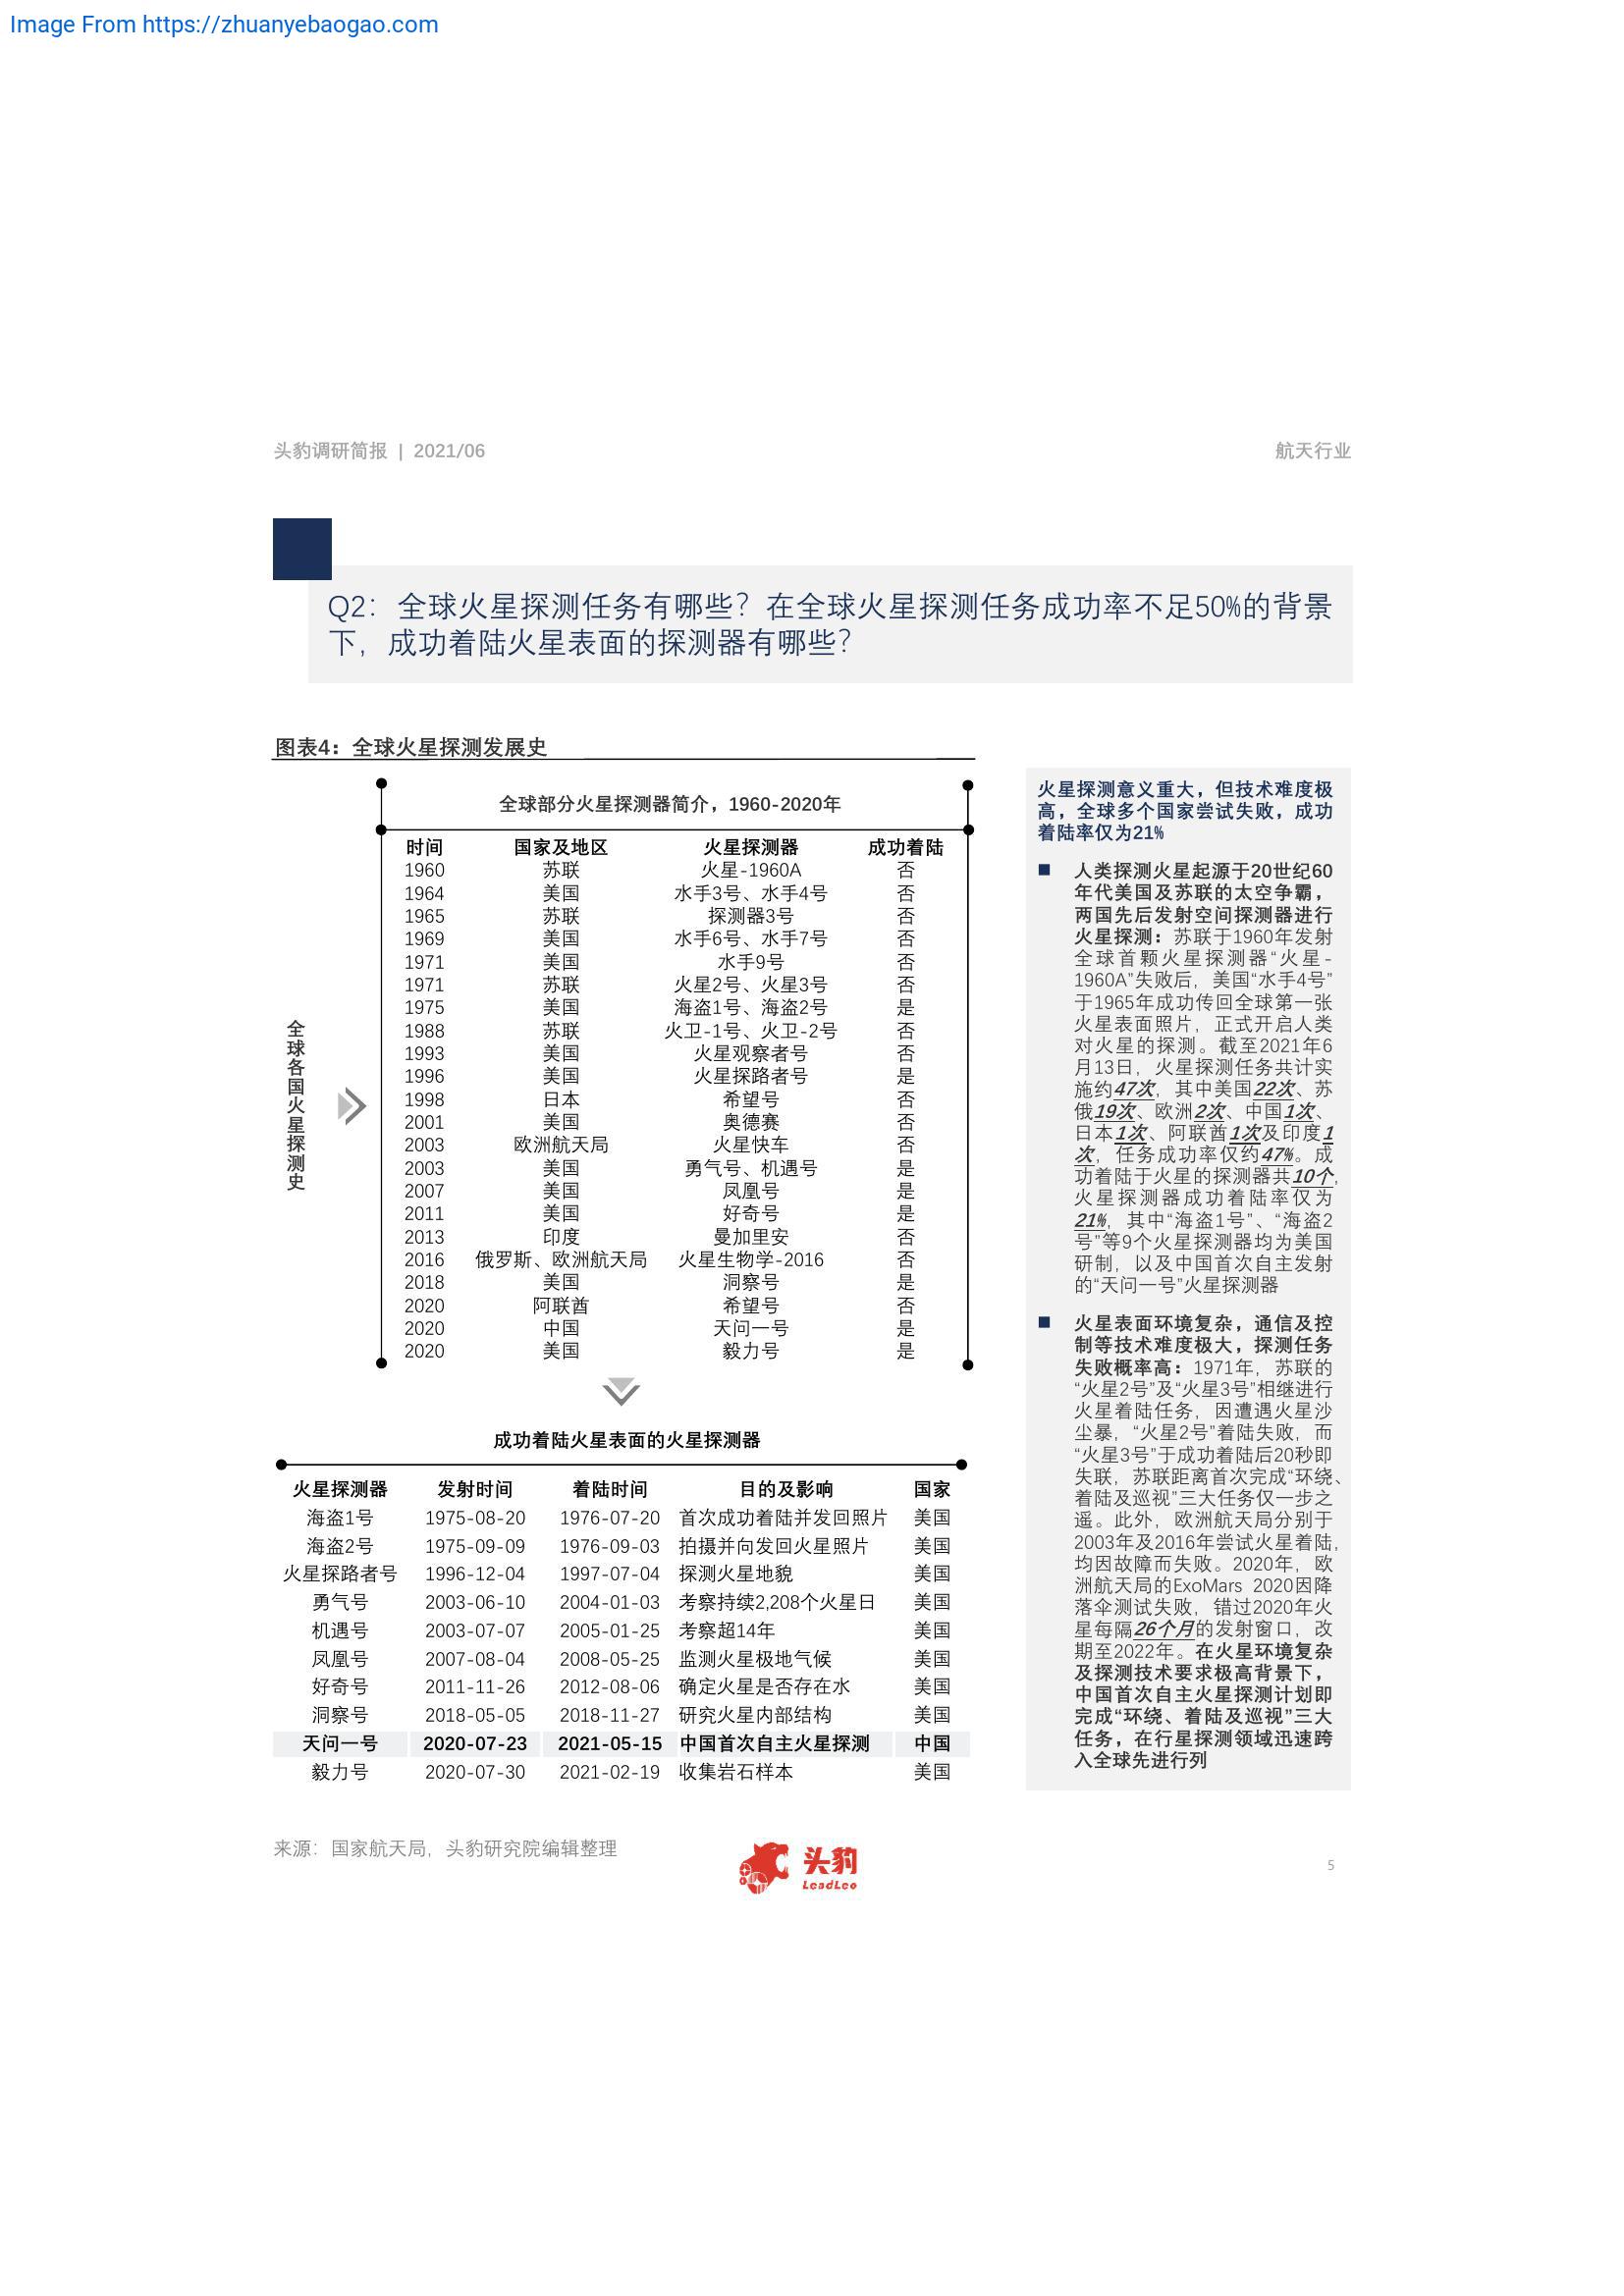 Image From https://zhuanyebaogao.com
头豹调研简报 | 2021/06
航天行业
Q2：全球火星探测任务有哪些？在全球火星探测任务成功率不足50%的背景
下，成功着陆火星表面的探测器有哪些？
图表4：全球火星探测发展史
全球各国火星探测史
全球部分火星探测器简介，1960-2020年
时间 国家及地区 火星探测器 成功着陆
1960 苏联 火星-1960A 否
1964 美国 水手3号、水手4号 否
1965 苏联 探测器3号 否
1969 美国 水手6号、水手7号 否
1971 美国 水手9号 否
1971 苏联 火星2号、火星3号 否
1975 美国 海盗1号、海盗2号 是
1988 苏联 火卫-1号、火卫-2号 否
1993 美国 火星观察者号 否
1996 美国 火星探路者号 是
1998 日本 希望号 否
2001 美国 奥德赛 否
2003 欧洲航天局 火星快车 否
2003 美国 勇气号、机遇号 是
2007 美国 凤凰号 是
2011 美国 好奇号 是
2013 印度 曼加里安 否
2016 俄罗斯、欧洲航天局 火星生物学-2016 否
2018 美国 洞察号 是
2020 阿联酋 希望号 否
2020 中国 天问一号 是
2020 美国 毅力号 是
成功着陆火星表面的火星探测器
火星探测器 发射时间 着陆时间 目的及影响 国家
海盗1号 1975-08-20 1976-07-20 首次成功着陆并发回照片 美国
海盗2号 1975-09-09 1976-09-03 拍摄并向发回火星照片 美国
火星探路者号 1996-12-04 1997-07-04 探测火星地貌 美国
勇气号 2003-06-10 2004-01-03 考察持续2,208个火星日 美国
机遇号 2003-07-07 2005-01-25 考察超14年 美国
凤凰号 2007-08-04 2008-05-25 监测火星极地气候 美国
好奇号 2011-11-26 2012-08-06 确定火星是否存在水 美国
洞察号 2018-05-05 2018-11-27 研究火星内部结构 美国
天问一号 2020-07-23 2021-05-15 中国首次自主火星探测 中国
毅力号 2020-07-30 2021-02-19 收集岩石样本 美国
火星探测意义重大，但技术难度极
高，全球多个国家尝试失败，成功
着陆率仅为21%
人类探测火星起源于20世纪60
年代美国及苏联的太空争霸，
两国先后发射空间探测器进行
火星探测：苏联于1960年发射
全球首颗火星探测器“火星-
1960A”失败后，美国“水手4号”
于1965年成功传回全球第一张
火星表面照片，正式开启人类
对火星的探测。截至2021年6
月13日，火星探测任务共计实
施约47次，其中美国22次、苏
俄19次、欧洲2次、中国1次、
日本1次、阿联酋1次及印度1
次，任务成功率仅约47%。成
功着陆于火星的探测器共10个，
火星探测器成功着陆率仅为
21%，其中“海盗1号”、“海盗2
号”等9个火星探测器均为美国
研制，以及中国首次自主发射
的“天问一号”火星探测器
火星表面环境复杂，通信及控
制等技术难度极大，探测任务
失败概率高：1971年，苏联的
“火星2号”及“火星3号”相继进行
火星着陆任务，因遭遇火星沙
尘暴，“火星2号”着陆失败，而
“火星3号”于成功着陆后20秒即
失联，苏联距离首次完成“环绕、
着陆及巡视”三大任务仅一步之
遥。此外，欧洲航天局分别于
2003年及2016年尝试火星着陆，
均因故障而失败。2020年，欧
洲航天局的ExoMars 2020因降
落伞测试失败，错过2020年火
星每隔26个月的发射窗口，改
期至2022年。在火星环境复杂
及探测技术要求极高背景下，
中国首次自主火星探测计划即
完成“环绕、着陆及巡视”三大
任务，在行星探测领域迅速跨
入全球先进行列
来源：国家航天局，头豹研究院编辑整理
头豹
LeadLeo
5